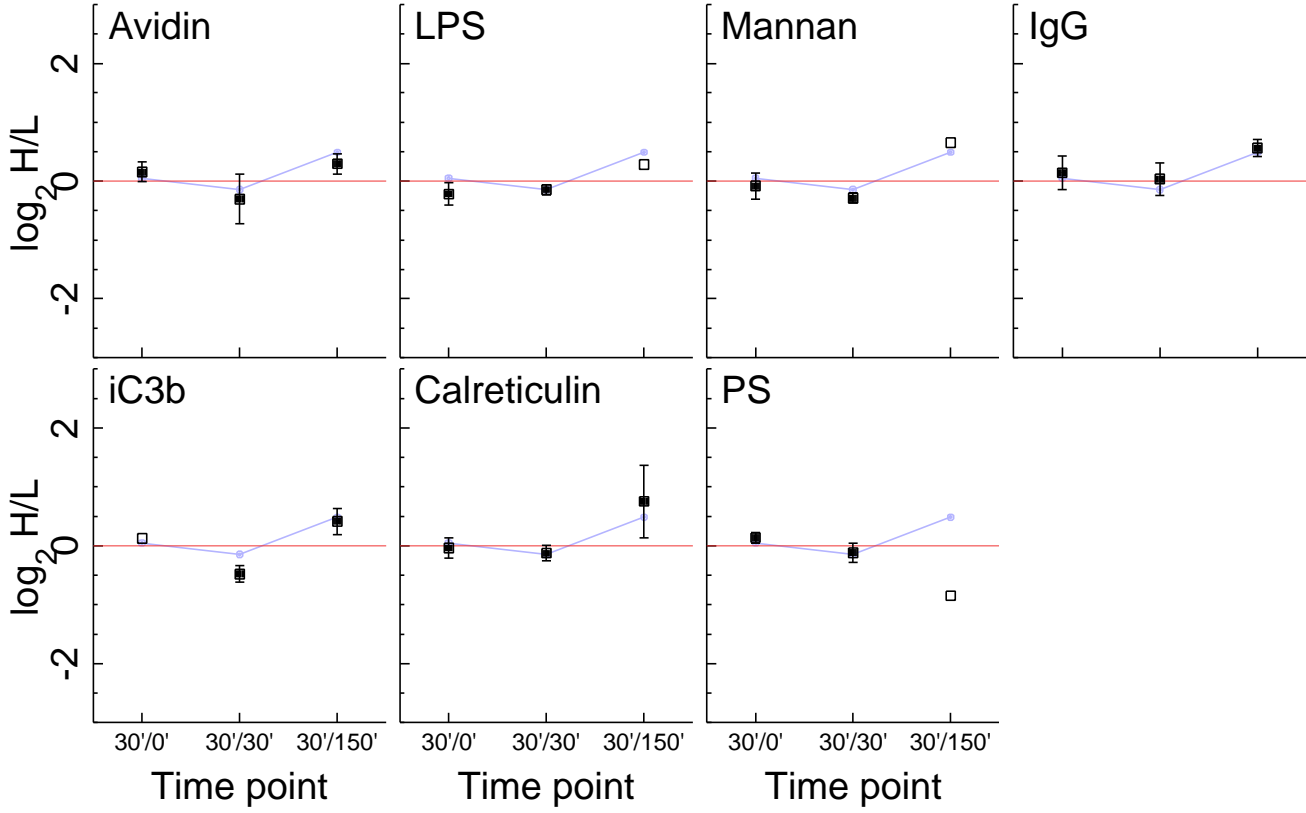 Avidin
LPS
Mannan
IgG
log2 H/L
2
0
-2
iC3b
Calreticulin
PS
log2 H/L
2
0
-2
30'/0' 30'/30' 30'/150'
30'/0' 30'/30' 30'/150'
30'/0' 30'/30' 30'/150'
Time point
Time point
Time point